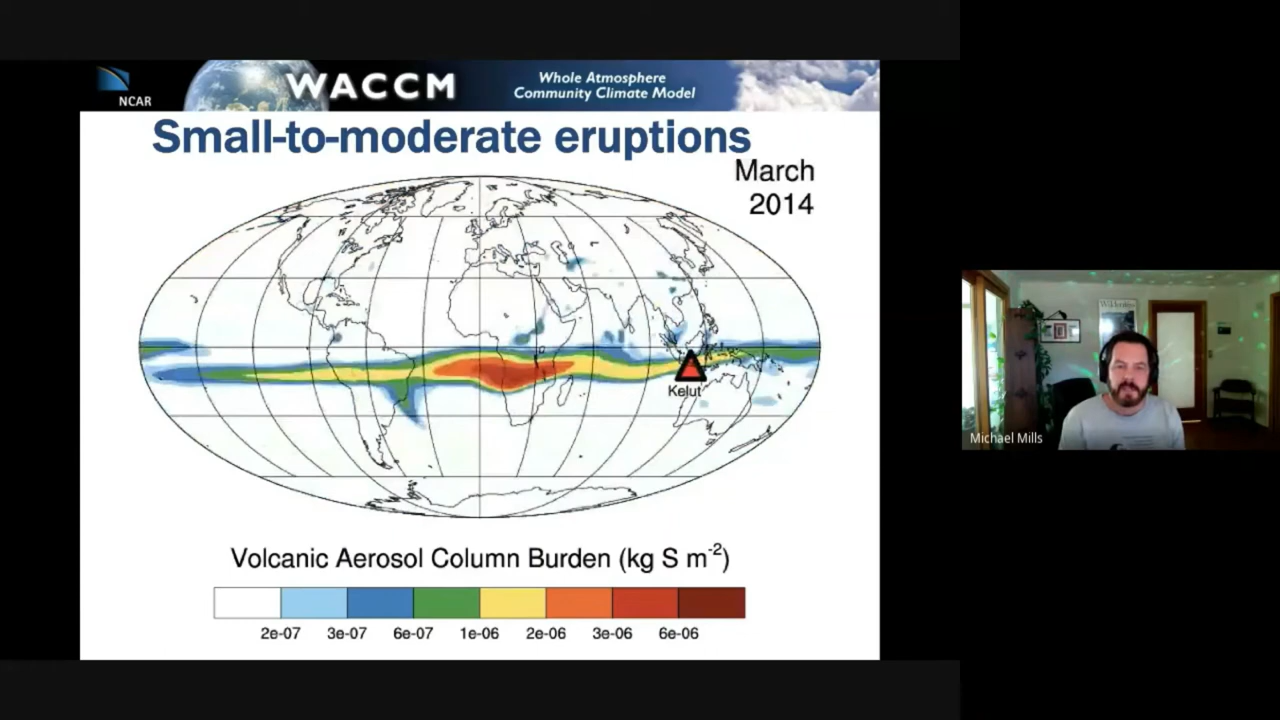 NCAR
WACCM
Whole Atmosphere
Community Climate Model
Small-to-moderate eruptions
March
2014
Kelut
Volcanic Aerosol Column Burden (kg S m⁻²)
2e-07 3e-07 6e-07 1e-06 2e-06 3e-06 6e-06
Michael Mills